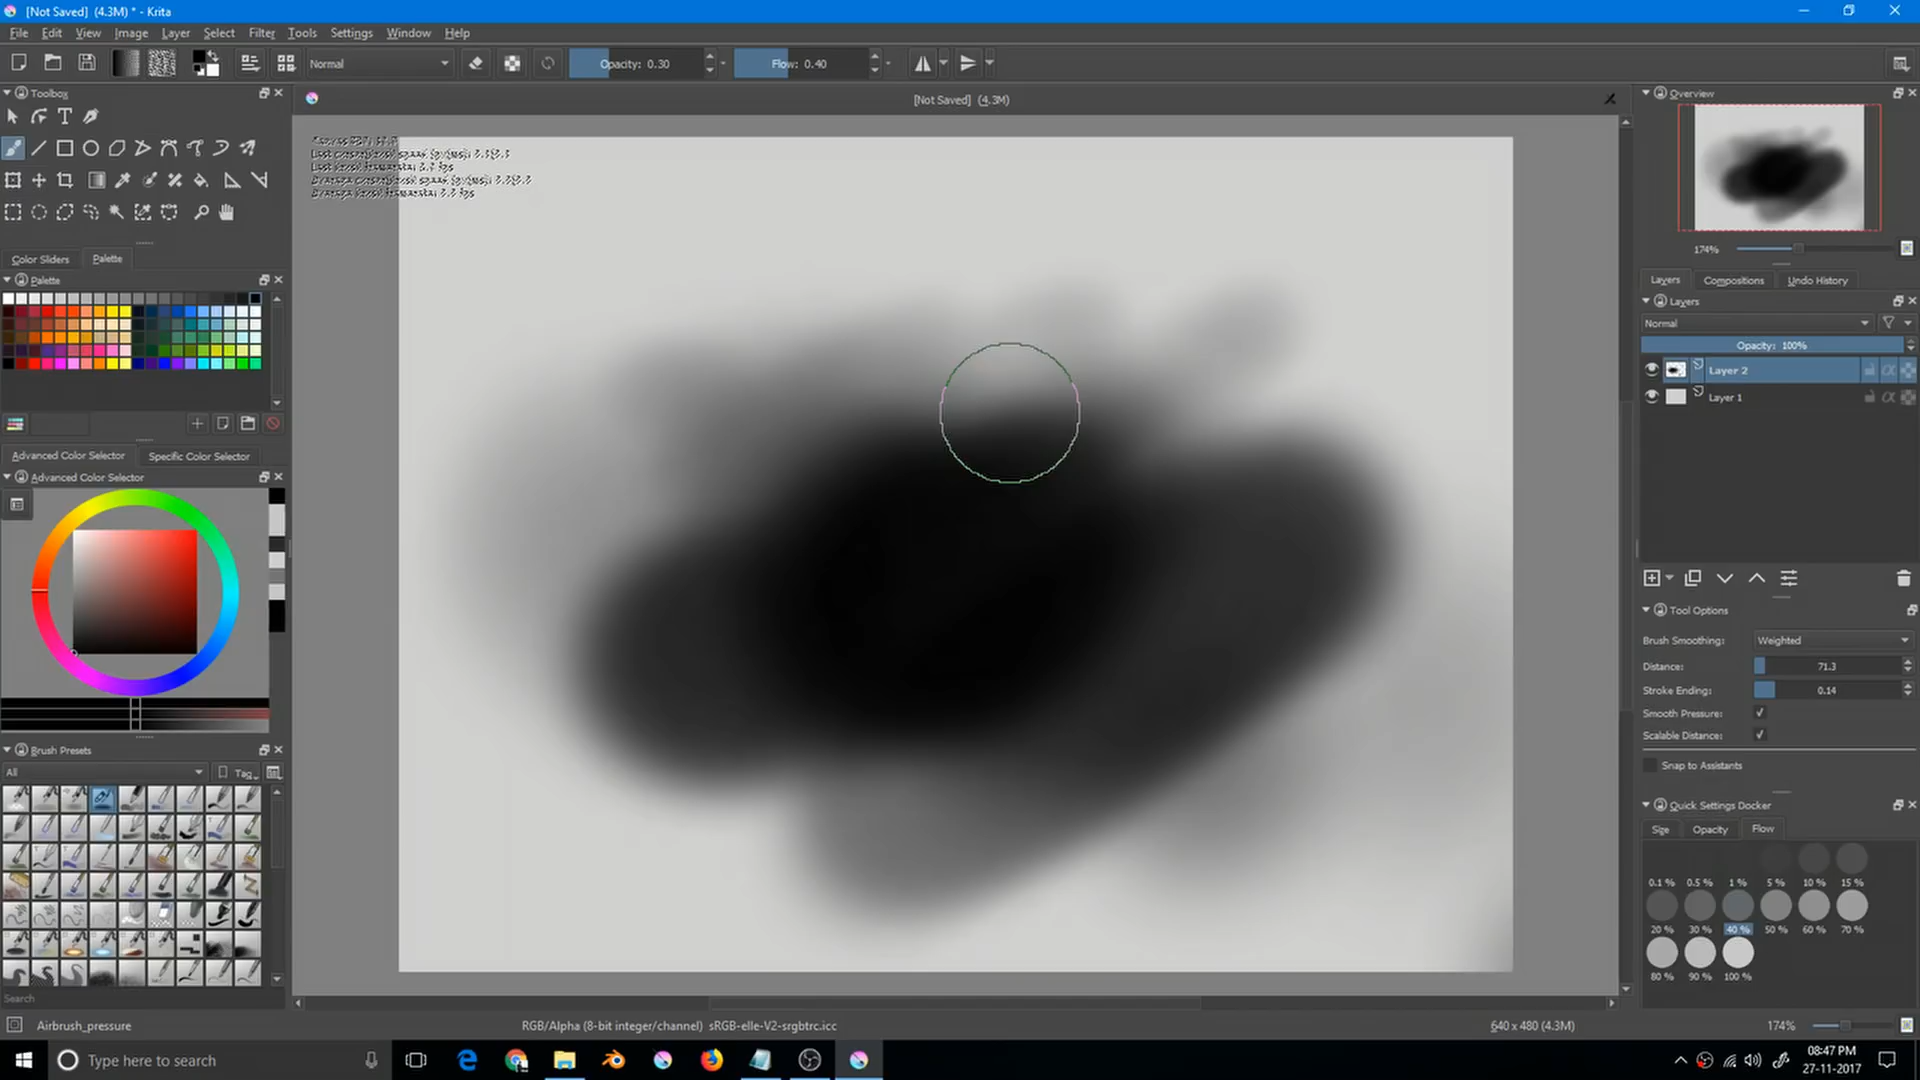 [Not Saved] (4.3M) * - Krita
File Edit View Image Layer Select Filter Tools Settings Window Help
Normal Opacity: 0.30 Flow: 0.40
Toolbox
[Not Saved] (4.3M)
Overview
174%
Color Sliders Palette
Palette
Layers Compositions Undo History
Layers
Normal
Opacity: 100%
Layer 2
Layer 1
Advanced Color Selector Specific Color Selector
Advanced Color Selector
Tool Options
Brush Smoothing: Weighted
Distance: 71.3
Stroke Ending: 0.14
Smooth Pressure:
Scalable Distance:
Snap to Assistants
Brush Presets
All Tag
Quick Settings Docker
Size Opacity Flow
0.1 % 0.5 % 1 % 5 % 10 % 15 %
20 % 30 % 40 % 50 % 60 % 70 %
80 % 90 % 100 %
Search
Airbrush_pressure
RGB/Alpha (8-bit integer/channel) sRGB-elle-V2-srgbtrc.icc
640 x 480 (4.3M)
174%
Type here to search
08:47 PM
27-11-2017